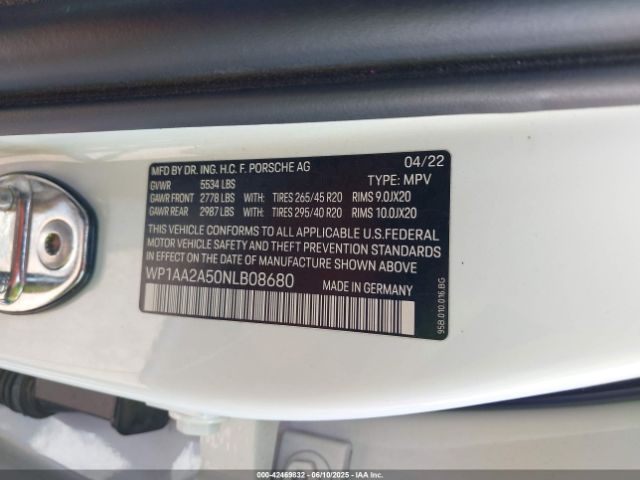 MFD BY DR. ING. H.C. F. PORSCHE AG 04/22
GVWR 5534 LBS TYPE: MPV
GAWR FRONT 2778 LBS WITH: TIRES 265/45 R20 RIMS 9.0JX20
GAWR REAR 2987 LBS WITH: TIRES 295/40 R20 RIMS 10.0JX20
THIS VEHICLE CONFORMS TO ALL APPLICABLE U.S.FEDERAL
MOTOR VEHICLE SAFETY AND THEFT PREVENTION STANDARDS
IN EFFECT ON THE DATE OF MANUFACTURE SHOWN ABOVE
WP1AA2A50NLB08680 MADE IN GERMANY
95B.010.016.BG
000-42469832 - 06/10/2025 - IAAI.com